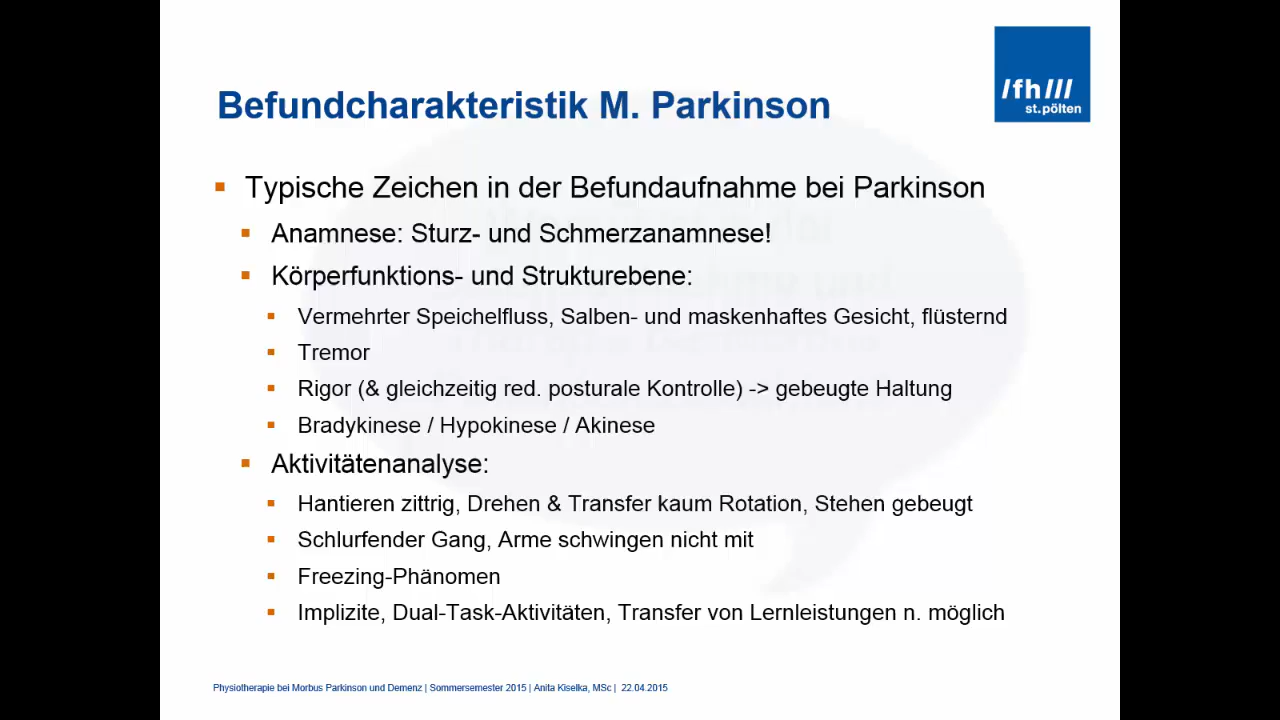 /fh///
st.pölten
Befundcharakteristik M. Parkinson
Typische Zeichen in der Befundaufnahme bei Parkinson
Anamnese: Sturz- und Schmerzanamnese!
Körperfunktions- und Strukturebene:
Vermehrter Speichelfluss, Salben- und maskenhaftes Gesicht, flüsternd
Tremor
Rigor (& gleichzeitig red. posturale Kontrolle) -> gebeugte Haltung
Bradykinese / Hypokinese / Akinese
Aktivitätenanalyse:
Hantieren zittrig, Drehen & Transfer kaum Rotation, Stehen gebeugt
Schlurfender Gang, Arme schwingen nicht mit
Freezing-Phänomen
Implizite, Dual-Task-Aktivitäten, Transfer von Lernleistungen n. möglich
Physiotherapie bei Morbus Parkinson und Demenz | Sommersemester 2015 | Anita Kiselka, MSc | 22.04.2015